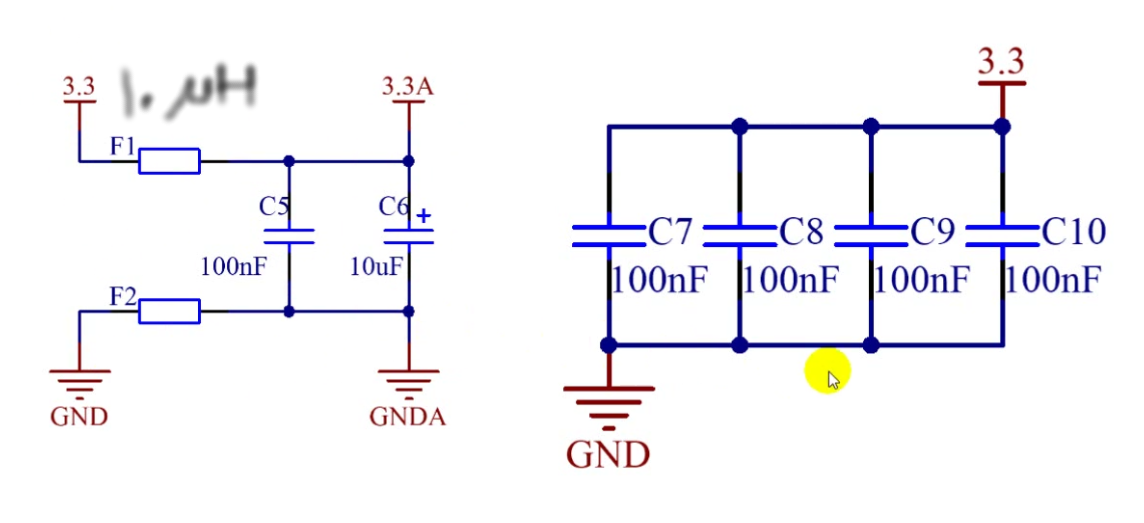 3.3
1. μH
3.3A
F1
C5
C6
+
100nF
10uF
F2
GND
GNDA
3.3
C7
C8
C9
C10
100nF
100nF
100nF
100nF
GND